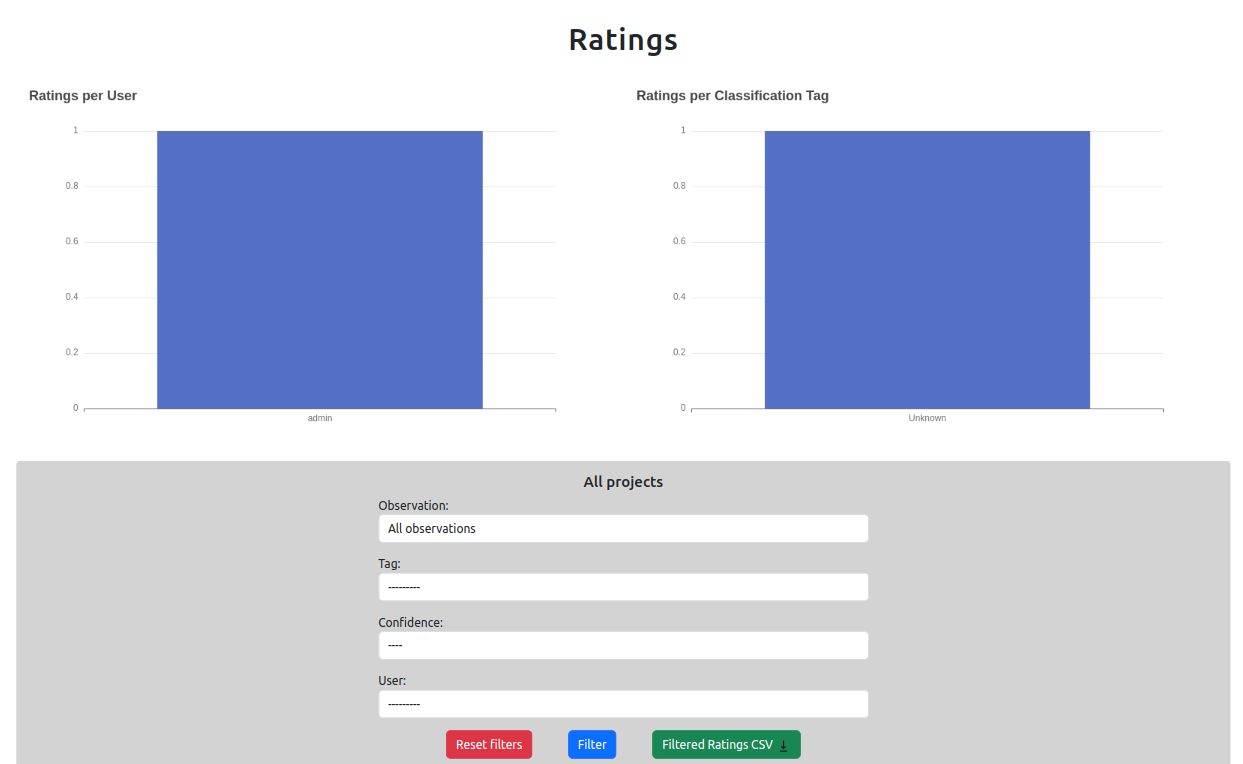 Ratings
Ratings per User
1
0.8
0.6
0.4
0.2
0
admin
Ratings per Classification Tag
1
0.8
0.6
0.4
0.2
0
Unknown
All projects
Observation:
All observations
Tag:
---------
Confidence:
----
User:
---------
Reset filters
Filter
Filtered Ratings CSV